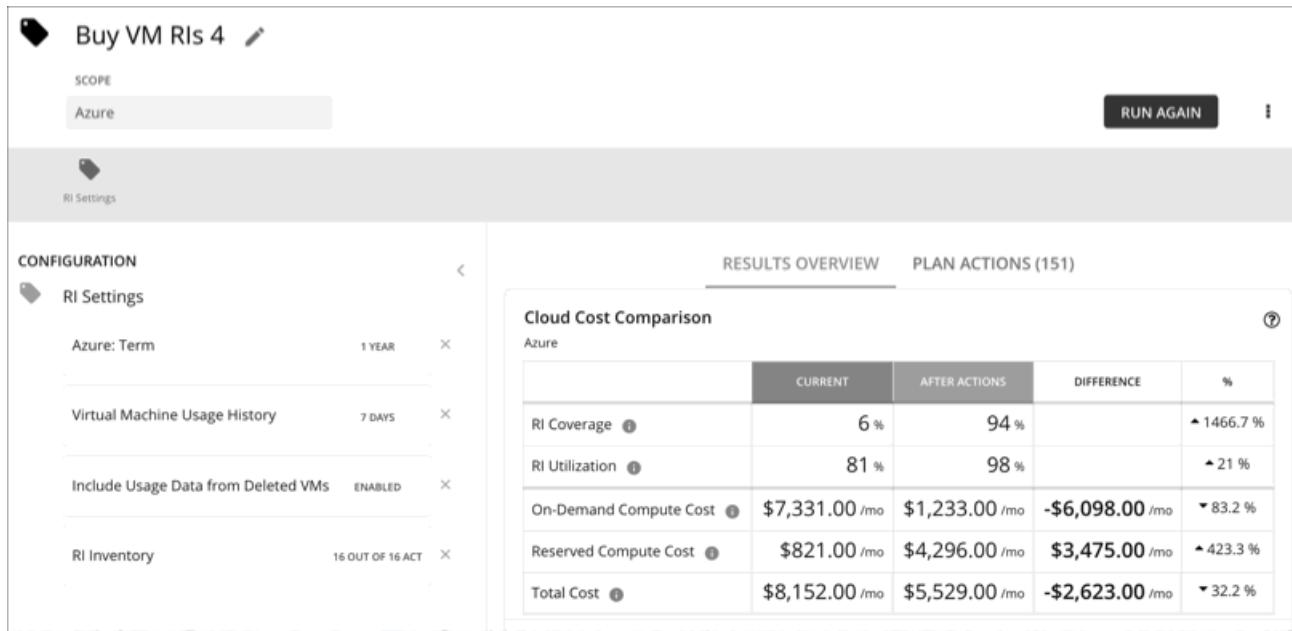 Buy VM RIs 4
SCOPE
Azure
RUN AGAIN
RI Settings
CONFIGURATION
RI Settings
Azure: Term 1 YEAR
Virtual Machine Usage History 7 DAYS
Include Usage Data from Deleted VMs ENABLED
RI Inventory 16 OUT OF 16 ACT
RESULTS OVERVIEW PLAN ACTIONS (151)
Cloud Cost Comparison
Azure
CURRENT AFTER ACTIONS DIFFERENCE %
RI Coverage 6 % 94 % 1466.7 %
RI Utilization 81 % 98 % 21 %
On-Demand Compute Cost $7,331.00 /mo $1,233.00 /mo -$6,098.00 /mo 83.2 %
Reserved Compute Cost $821.00 /mo $4,296.00 /mo $3,475.00 /mo 423.3 %
Total Cost $8,152.00 /mo $5,529.00 /mo -$2,623.00 /mo 32.2 %